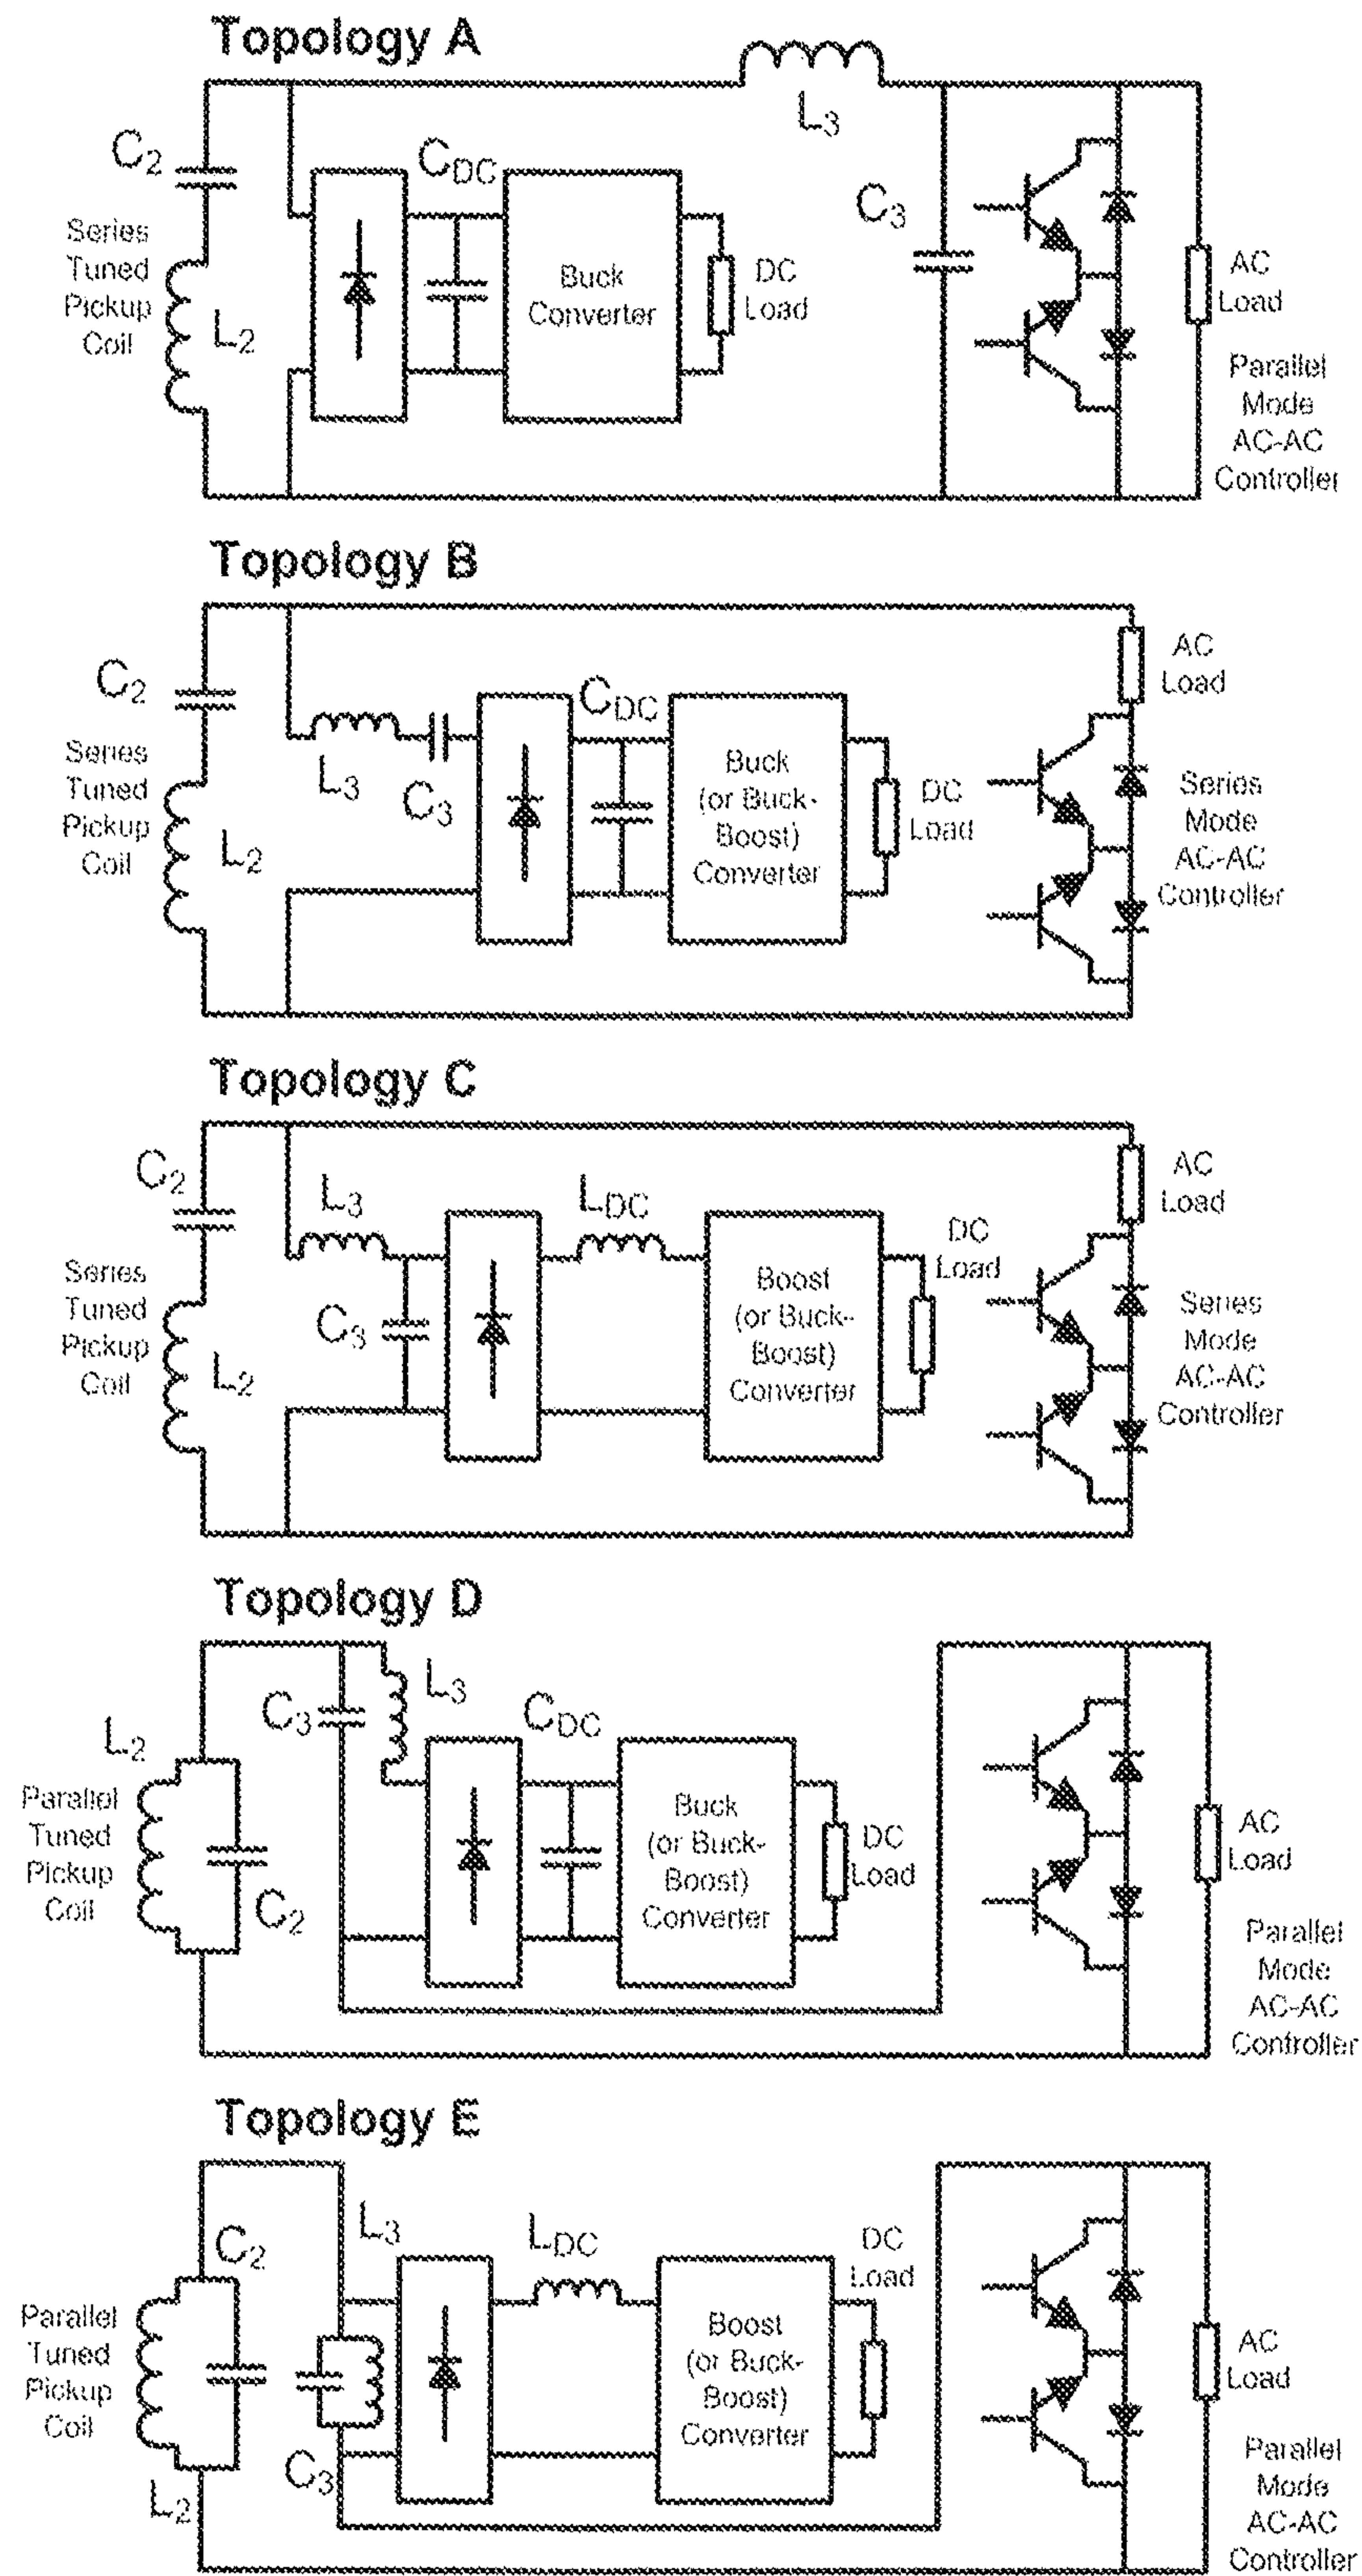 Topology A
L3
C2
CDC
C3
Series
Tuned
Pickup
Coil
L2
Buck
Converter
DC
Load
AC
Load
Parallel
Mode
AC-AC
Controller
Topology B
C2
Series
Tuned
Pickup
Coil
L2
L3
C3
CDC
Buck
(or Buck-
Boost)
Converter
DC
Load
AC
Load
Series
Mode
AC-AC
Controller
Topology C
C2
Series
Tuned
Pickup
Coil
L2
L3
C3
LDC
Boost
(or Buck-
Boost)
Converter
DC
Load
AC
Load
Series
Mode
AC-AC
Controller
Topology D
L2
Parallel
Tuned
Pickup
Coil
C2
C3
L3
CDC
Buck
(or Buck-
Boost)
Converter
DC
Load
AC
Load
Parallel
Mode
AC-AC
Controller
Topology E
C2
Parallel
Tuned
Pickup
Coil
L2
L3
C3
LDC
Boost
(or Buck-
Boost)
Converter
DC
Load
AC
Load
Parallel
Mode
AC-AC
Controller